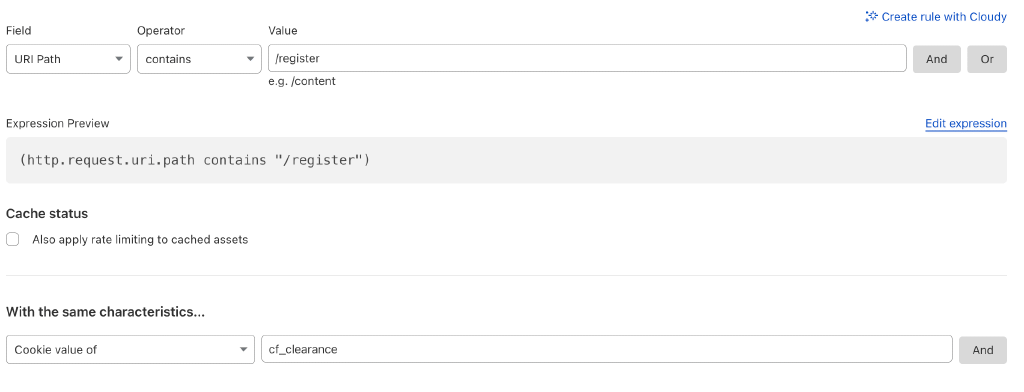 Create rule with Cloudy
Field Operator Value
URI Path contains /register And Or
e.g. /content
Expression Preview Edit expression
(http.request.uri.path contains "/register")
Cache status
Also apply rate limiting to cached assets
With the same characteristics...
Cookie value of cf_clearance And